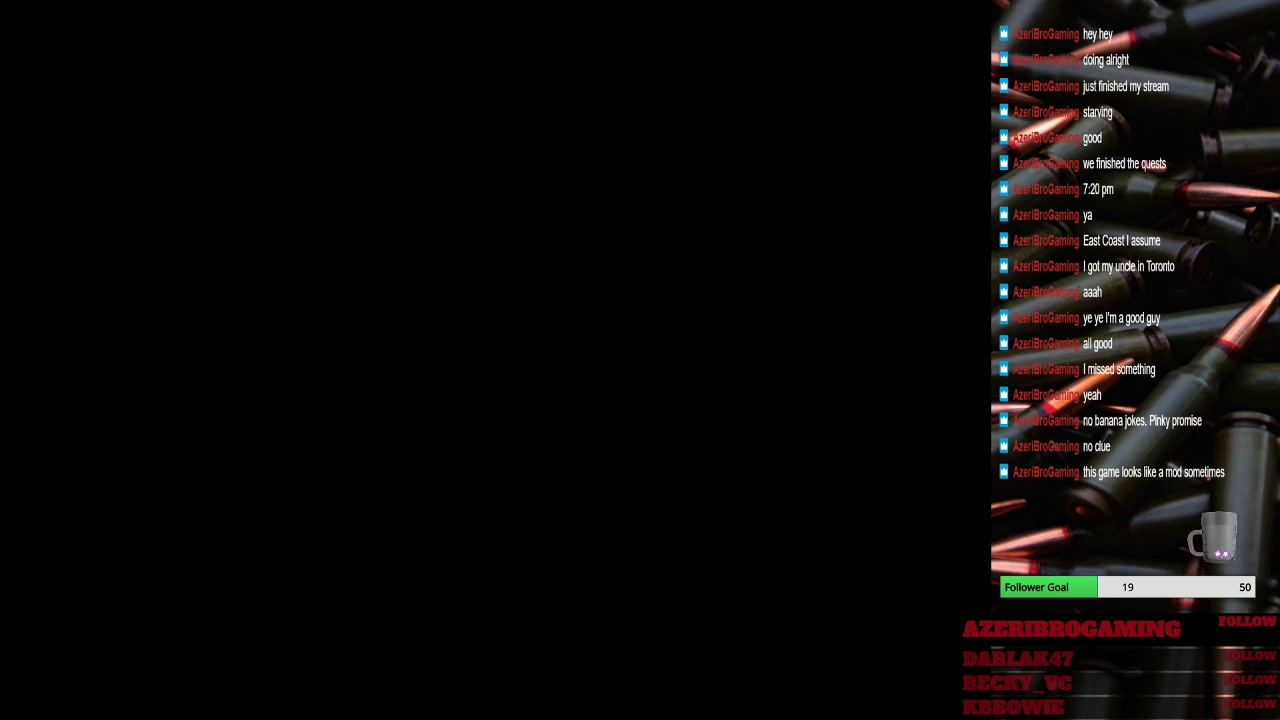 AzeriBroGaming hey hey
AzeriBroGaming doing alright
AzeriBroGaming just finished my stream
AzeriBroGaming starving
AzeriBroGaming good
AzeriBroGaming we finished the quests
AzeriBroGaming 7:20 pm
AzeriBroGaming ya
AzeriBroGaming East Coast I assume
AzeriBroGaming I got my uncle in Toronto
AzeriBroGaming aaah
AzeriBroGaming ye ye I'm a good guy
AzeriBroGaming all good
AzeriBroGaming I missed something
AzeriBroGaming yeah
AzeriBroGaming no banana jokes. Pinky promise
AzeriBroGaming no clue
AzeriBroGaming this game looks like a mod sometimes
Follower Goal 19 50
AZERIBROGAMING FOLLOW
DARLAK47 FOLLOW
BECKY_VC FOLLOW
KBBOWIE FOLLOW